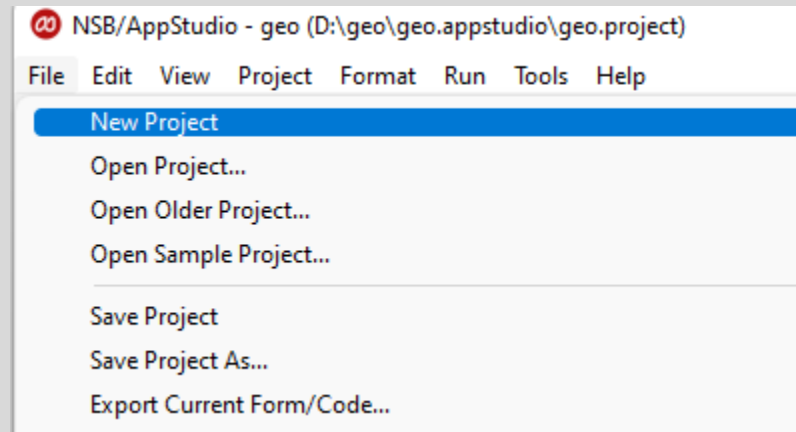 NSB/AppStudio - geo (D:\geo\geo.appstudio\geo.project)
File Edit View Project Format Run Tools Help
New Project
Open Project...
Open Older Project...
Open Sample Project...
Save Project
Save Project As...
Export Current Form/Code...